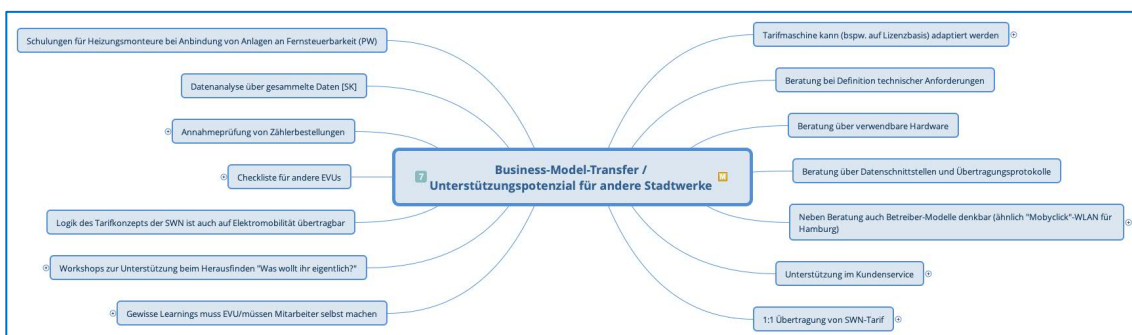 Schulungen für Heizungsmonteure bei Anbindung von Anlagen an Fernsteuerbarkeit (PW)
Datenanalyse über gesammelte Daten [SK]
Annahmeprüfung von Zählerbestellungen
Checkliste für andere EVUs
Logik des Tarifkonzepts der SWN ist auch auf Elektromobilität übertragbar
Workshops zur Unterstützung beim Herausfinden "Was wollt ihr eigentlich?"
Gewisse Learnings muss EVU/müssen Mitarbeiter selbst machen
7
Business-Model-Transfer /
Unterstützungspotenzial für andere Stadtwerke
M
Tarifmaschine kann (bspw. auf Lizenzbasis) adaptiert werden
Beratung bei Definition technischer Anforderungen
Beratung über verwendbare Hardware
Beratung über Datenschnittstellen und Übertragungsprotokolle
Neben Beratung auch Betreiber-Modelle denkbar (ähnlich "Mobyclick"-WLAN für
Hamburg)
Unterstützung im Kundenservice
1:1 Übertragung von SWN-Tarif